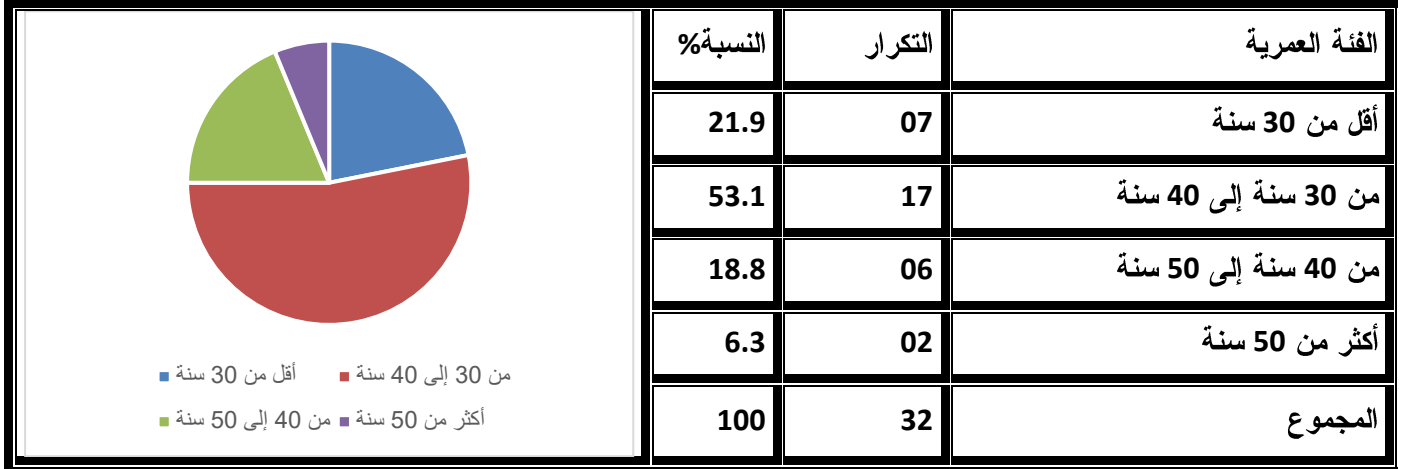 الفئة العمرية التكرار النسبة%
أقل من 30 سنة 07 21.9
من 30 سنة إلى 40 سنة 17 53.1
من 40 سنة إلى 50 سنة 06 18.8
أكثر من 50 سنة 02 6.3
المجموع 32 100
أقل من 30 سنة من 30 إلى 40 سنة
من 40 إلى 50 سنة أكثر من 50 سنة